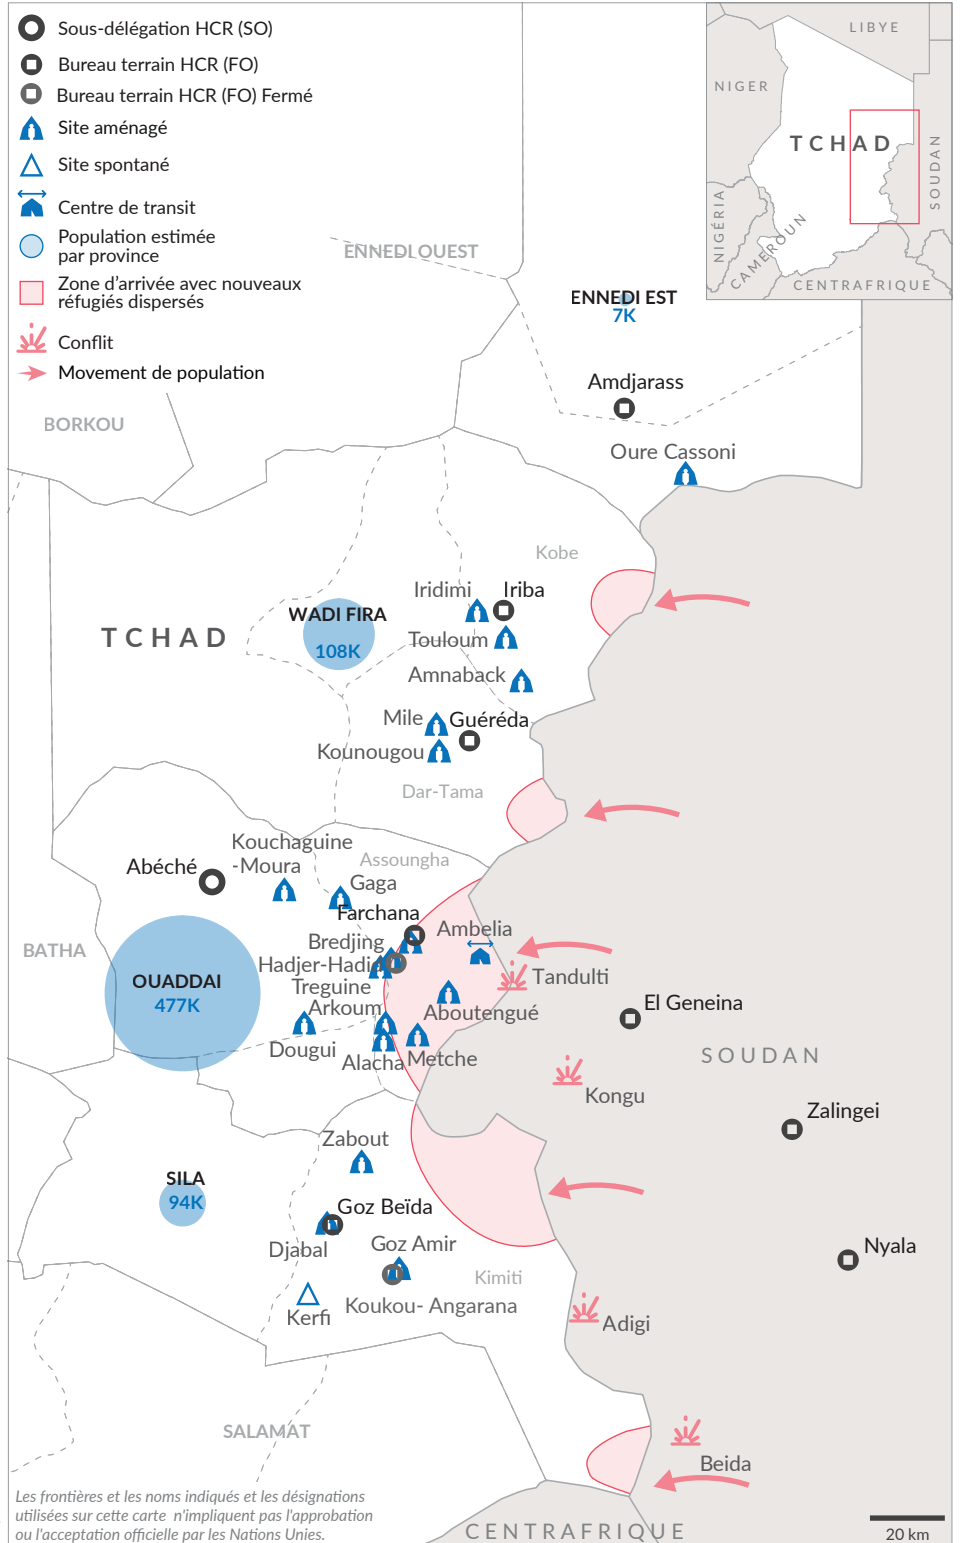 Sous-délégation HCR (SO)
Bureau terrain HCR (FO)
Bureau terrain HCR (FO) Fermé
Site aménagé
Site spontané
Centre de transit
Population estimée
par province
Zone d'arrivée avec nouveaux
réfugiés dispersés
Conflit
Movement de population
LIBYE
NIGER
TCHAD
SOUDAN
NIGÉRIA
CAMEROUN
CENTRAFRIQUE
ENNEDI OUEST
ENNEDI EST
7K
Amdjarass
BORKOU
Oure Cassoni
Kobe
Iridimi
Iriba
WADI FIRA
108K
TCHAD
Touloum
Amnaback
Mile
Guéréda
Kounougou
Dar-Tama
Kouchaguine
-Moura
Abéché
Assoungha
Gaga
Farchana
Ambelia
Bredjing
Hadjer-Hadid
Treguine
Arkoum
BATHA
OUADDAI
477K
Tandulti
Aboutengué
El Geneina
Dougui
Alacha
Metche
SOUDAN
Kongu
Zalingei
Zabout
SILA
94K
Goz Beïda
Djabal
Goz Amir
Nyala
Kimiti
Kerfi
Koukou- Angarana
Adigi
SALAMAT
Beida
Les frontières et les noms indiqués et les désignations
utilisées sur cette carte n'impliquent pas l'approbation
ou l'acceptation officielle par les Nations Unies.
CENTRAFRIQUE
20 km